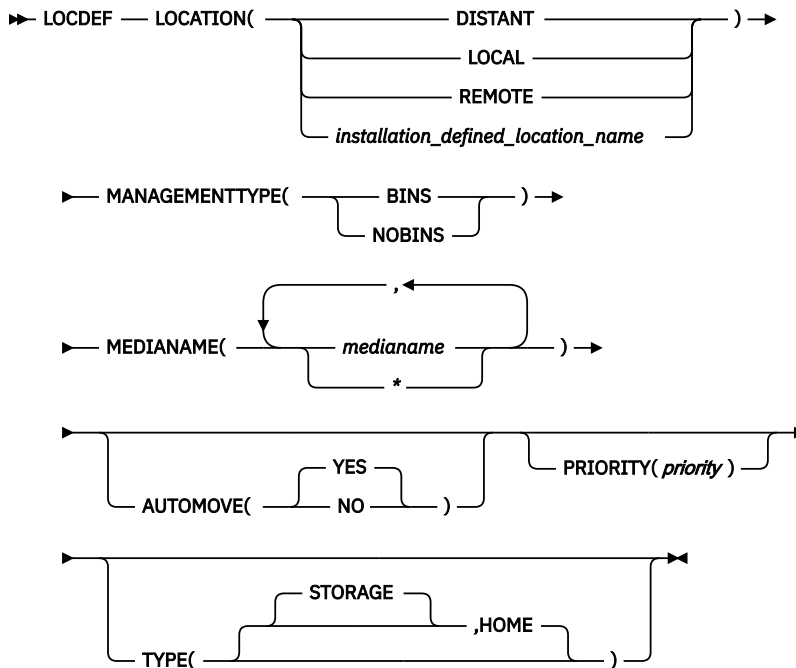 LOCDEF LOCATION( DISTANT )
LOCAL
REMOTE
installation_defined_location_name
MANAGEMENTTYPE( BINS )
NOBINS
,
MEDIANAME( medianame )
*
YES
PRIORITY( priority )
AUTOMOVE( NO )
STORAGE
,HOME
TYPE( )